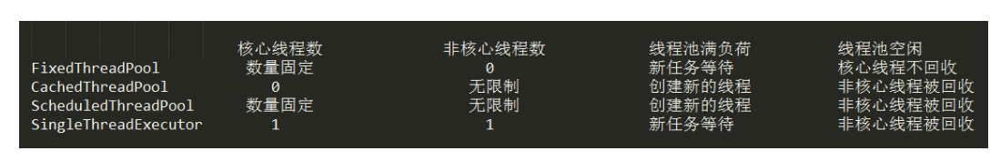 核心线程数 非核心线程数 线程池满负荷 线程池空闲
FixedThreadPool 数量固定 0 新任务等待 核心线程不回收
CachedThreadPool 0 无限制 创建新的线程 非核心线程被回收
ScheduledThreadPool 数量固定 无限制 创建新的线程 非核心线程被回收
SingleThreadExecutor 1 1 新任务等待 非核心线程被回收